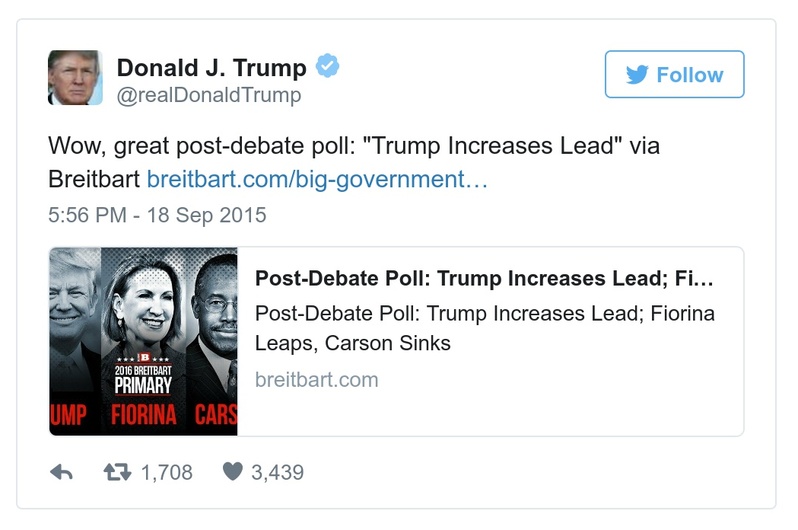 Donald J. Trump
@realDonaldTrump
Follow
Wow, great post-debate poll: "Trump Increases Lead" via
Breitbart breitbart.com/big-government…
5:56 PM - 18 Sep 2015
Post-Debate Poll: Trump Increases Lead; Fi…
Post-Debate Poll: Trump Increases Lead; Fiorina
Leaps, Carson Sinks
breitbart.com
B
2016 BREITBART
PRIMARY
UMP FIORINA CARS
1,708 3,439